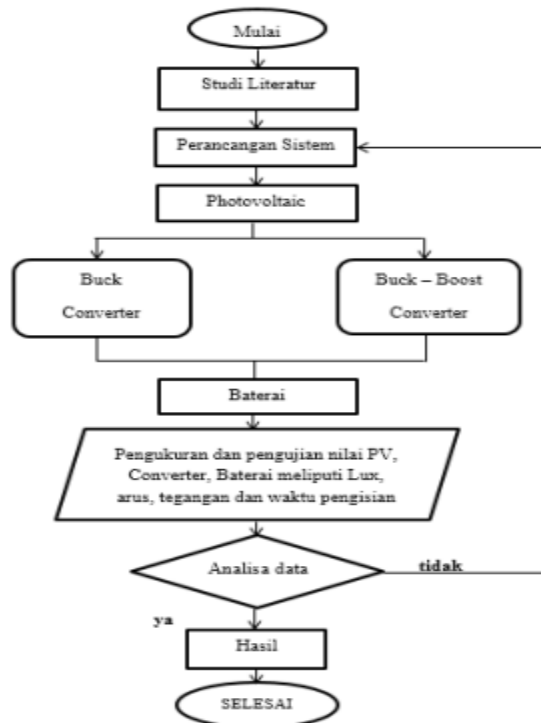 Mulai
Studi Literatur
Perancangan Sistem
Photovoltaic
Buck
Converter
Buck – Boost
Converter
Baterai
Pengukuran dan pengujian nilai PV,
Converter, Baterai meliputi Lux,
arus, tegangan dan waktu pengisian
Analisa data
tidak
ya
Hasil
SELESAI